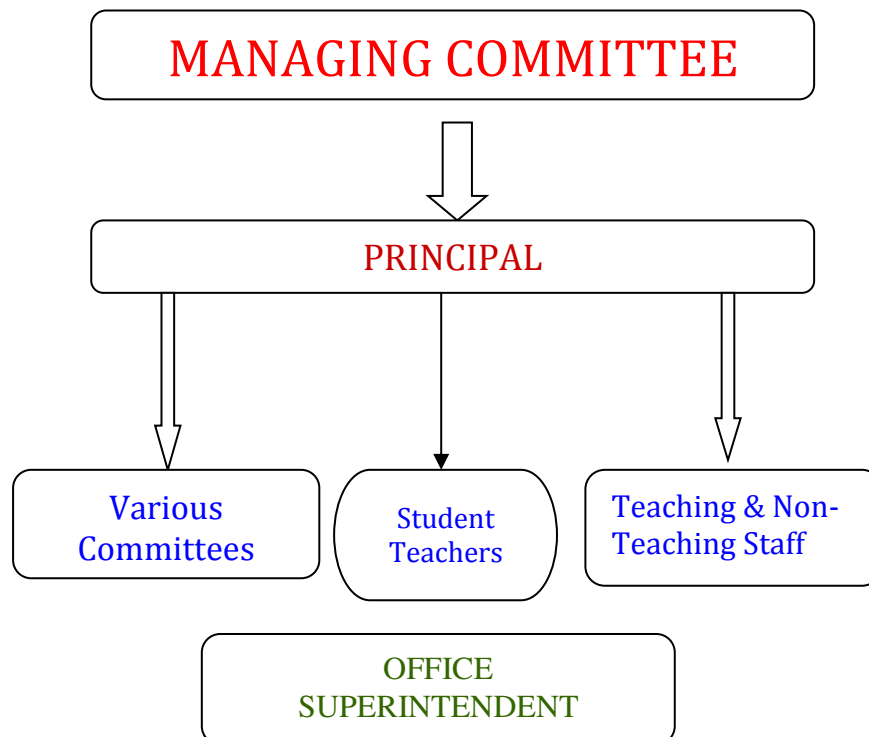 MANAGING COMMITTEE
PRINCIPAL
Various
Committees
Student
Teachers
Teaching & Non-
Teaching Staff
OFFICE
SUPERINTENDENT